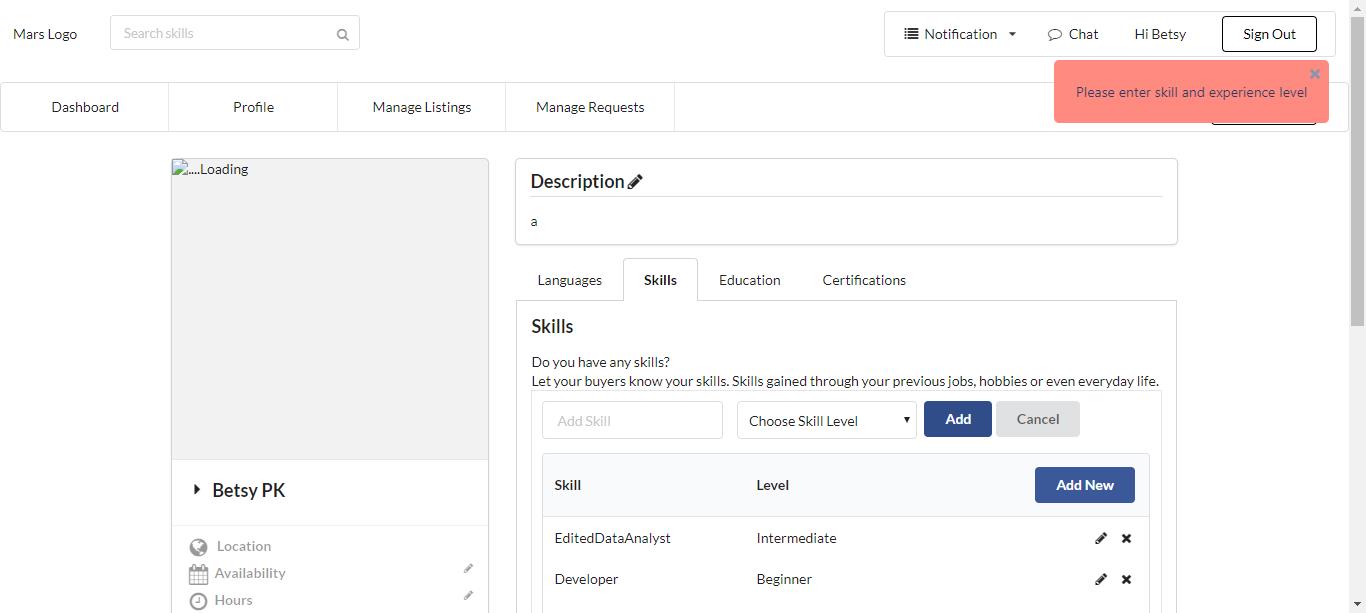 Mars Logo
Search skills
Notification
Chat
Hi Betsy
Sign Out
Please enter skill and experience level
Dashboard
Profile
Manage Listings
Manage Requests
....Loading
Betsy PK
Location
Availability
Hours
Description
a
Languages
Skills
Education
Certifications
Skills
Do you have any skills?
Let your buyers know your skills. Skills gained through your previous jobs, hobbies or even everyday life.
Add Skill
Choose Skill Level
Add
Cancel
Skill Level Add New
EditedDataAnalyst Intermediate
Developer Beginner